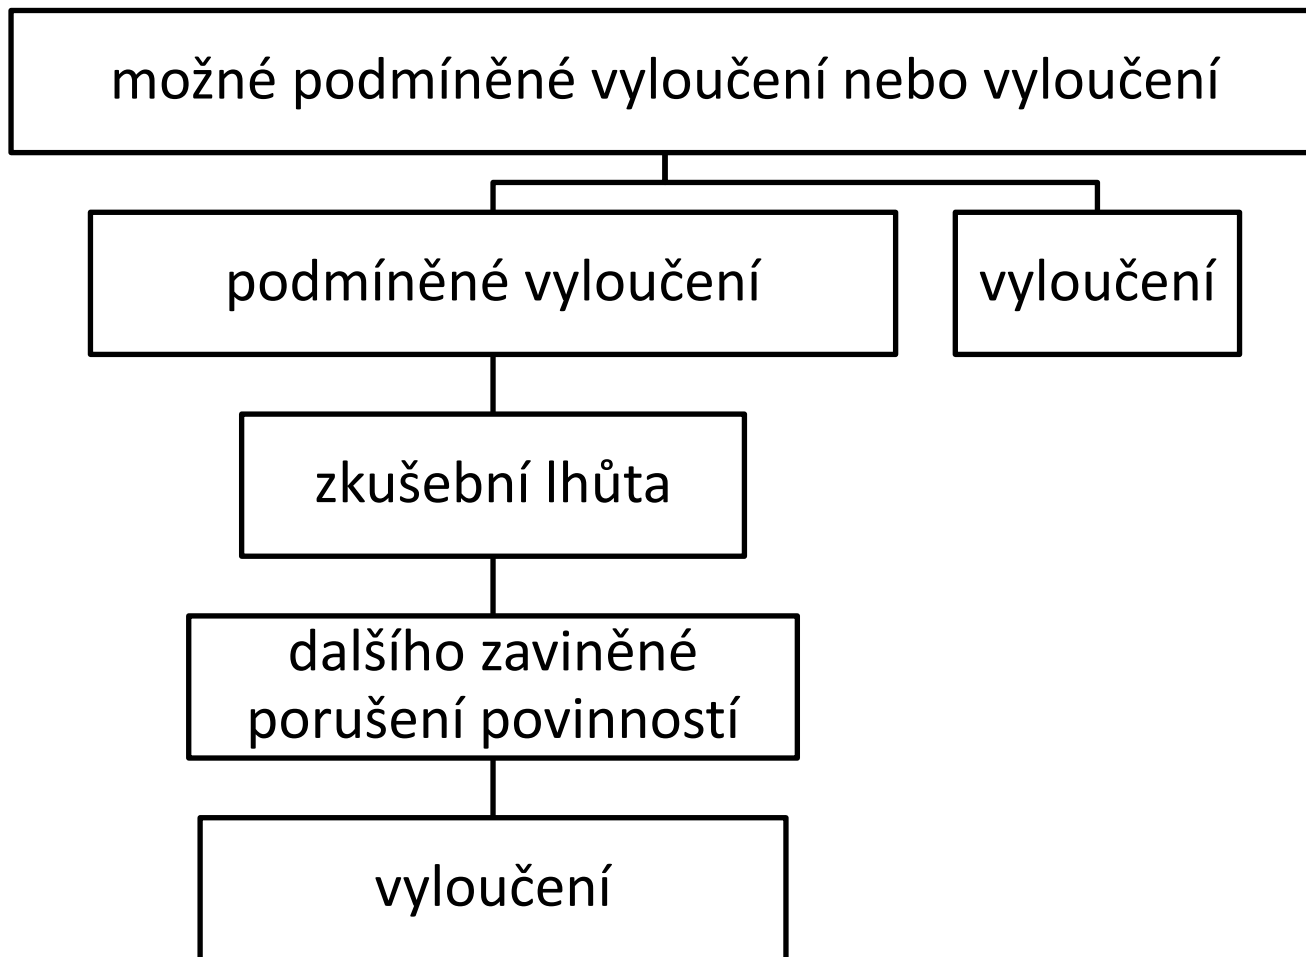 možné podmíněné vyloučení nebo vyloučení
podmíněné vyloučení
vyloučení
zkušební lhůta
dalšího zaviněné
porušení povinností
vyloučení